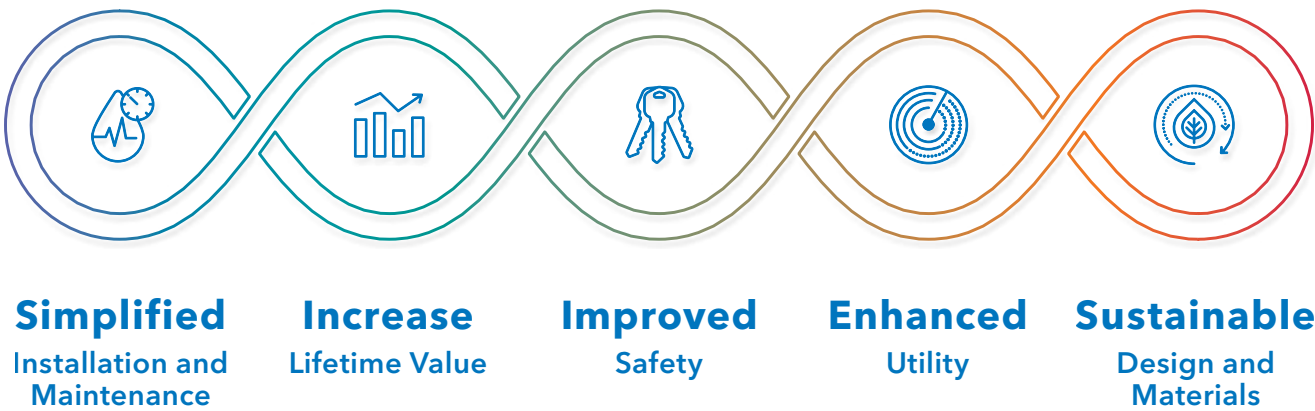 Simplified
Installation and
Maintenance
Increase
Lifetime Value
Improved
Safety
Enhanced
Utility
Sustainable
Design and
Materials